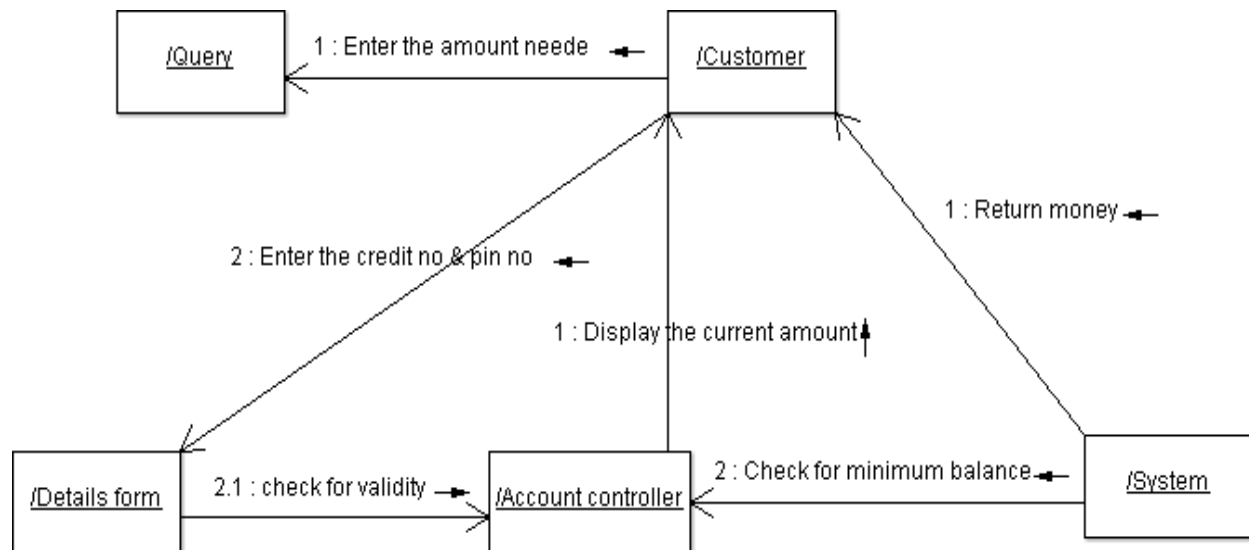 /Query
1 : Enter the amount neede
/Customer
1 : Return money
2 : Enter the credit no & pin no
1 : Display the current amount
/Details form
2.1 : check for validity
/Account controller
2 : Check for minimum balance
/System